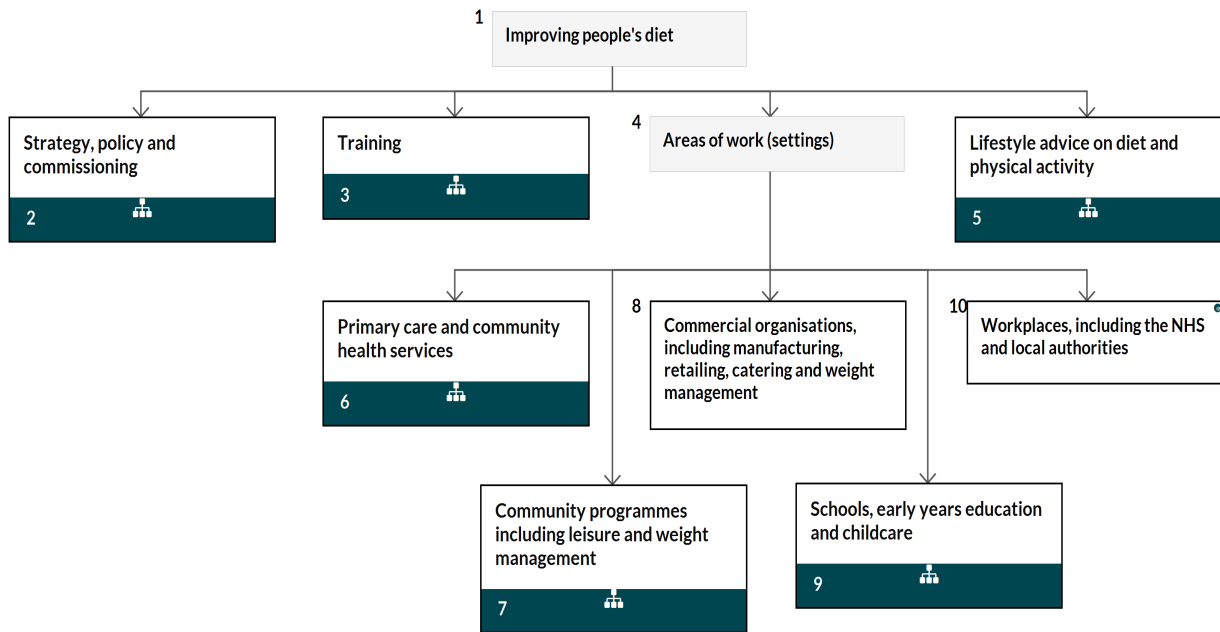 1
Improving people's diet
Strategy, policy and
commissioning
2
Training
3
4
Areas of work (settings)
Lifestyle advice on diet and
physical activity
5
Primary care and community
health services
6
8
Commercial organisations,
including manufacturing,
retailing, catering and weight
management
10
Workplaces, including the NHS
and local authorities
Community programmes
including leisure and weight
management
7
Schools, early years education
and childcare
9